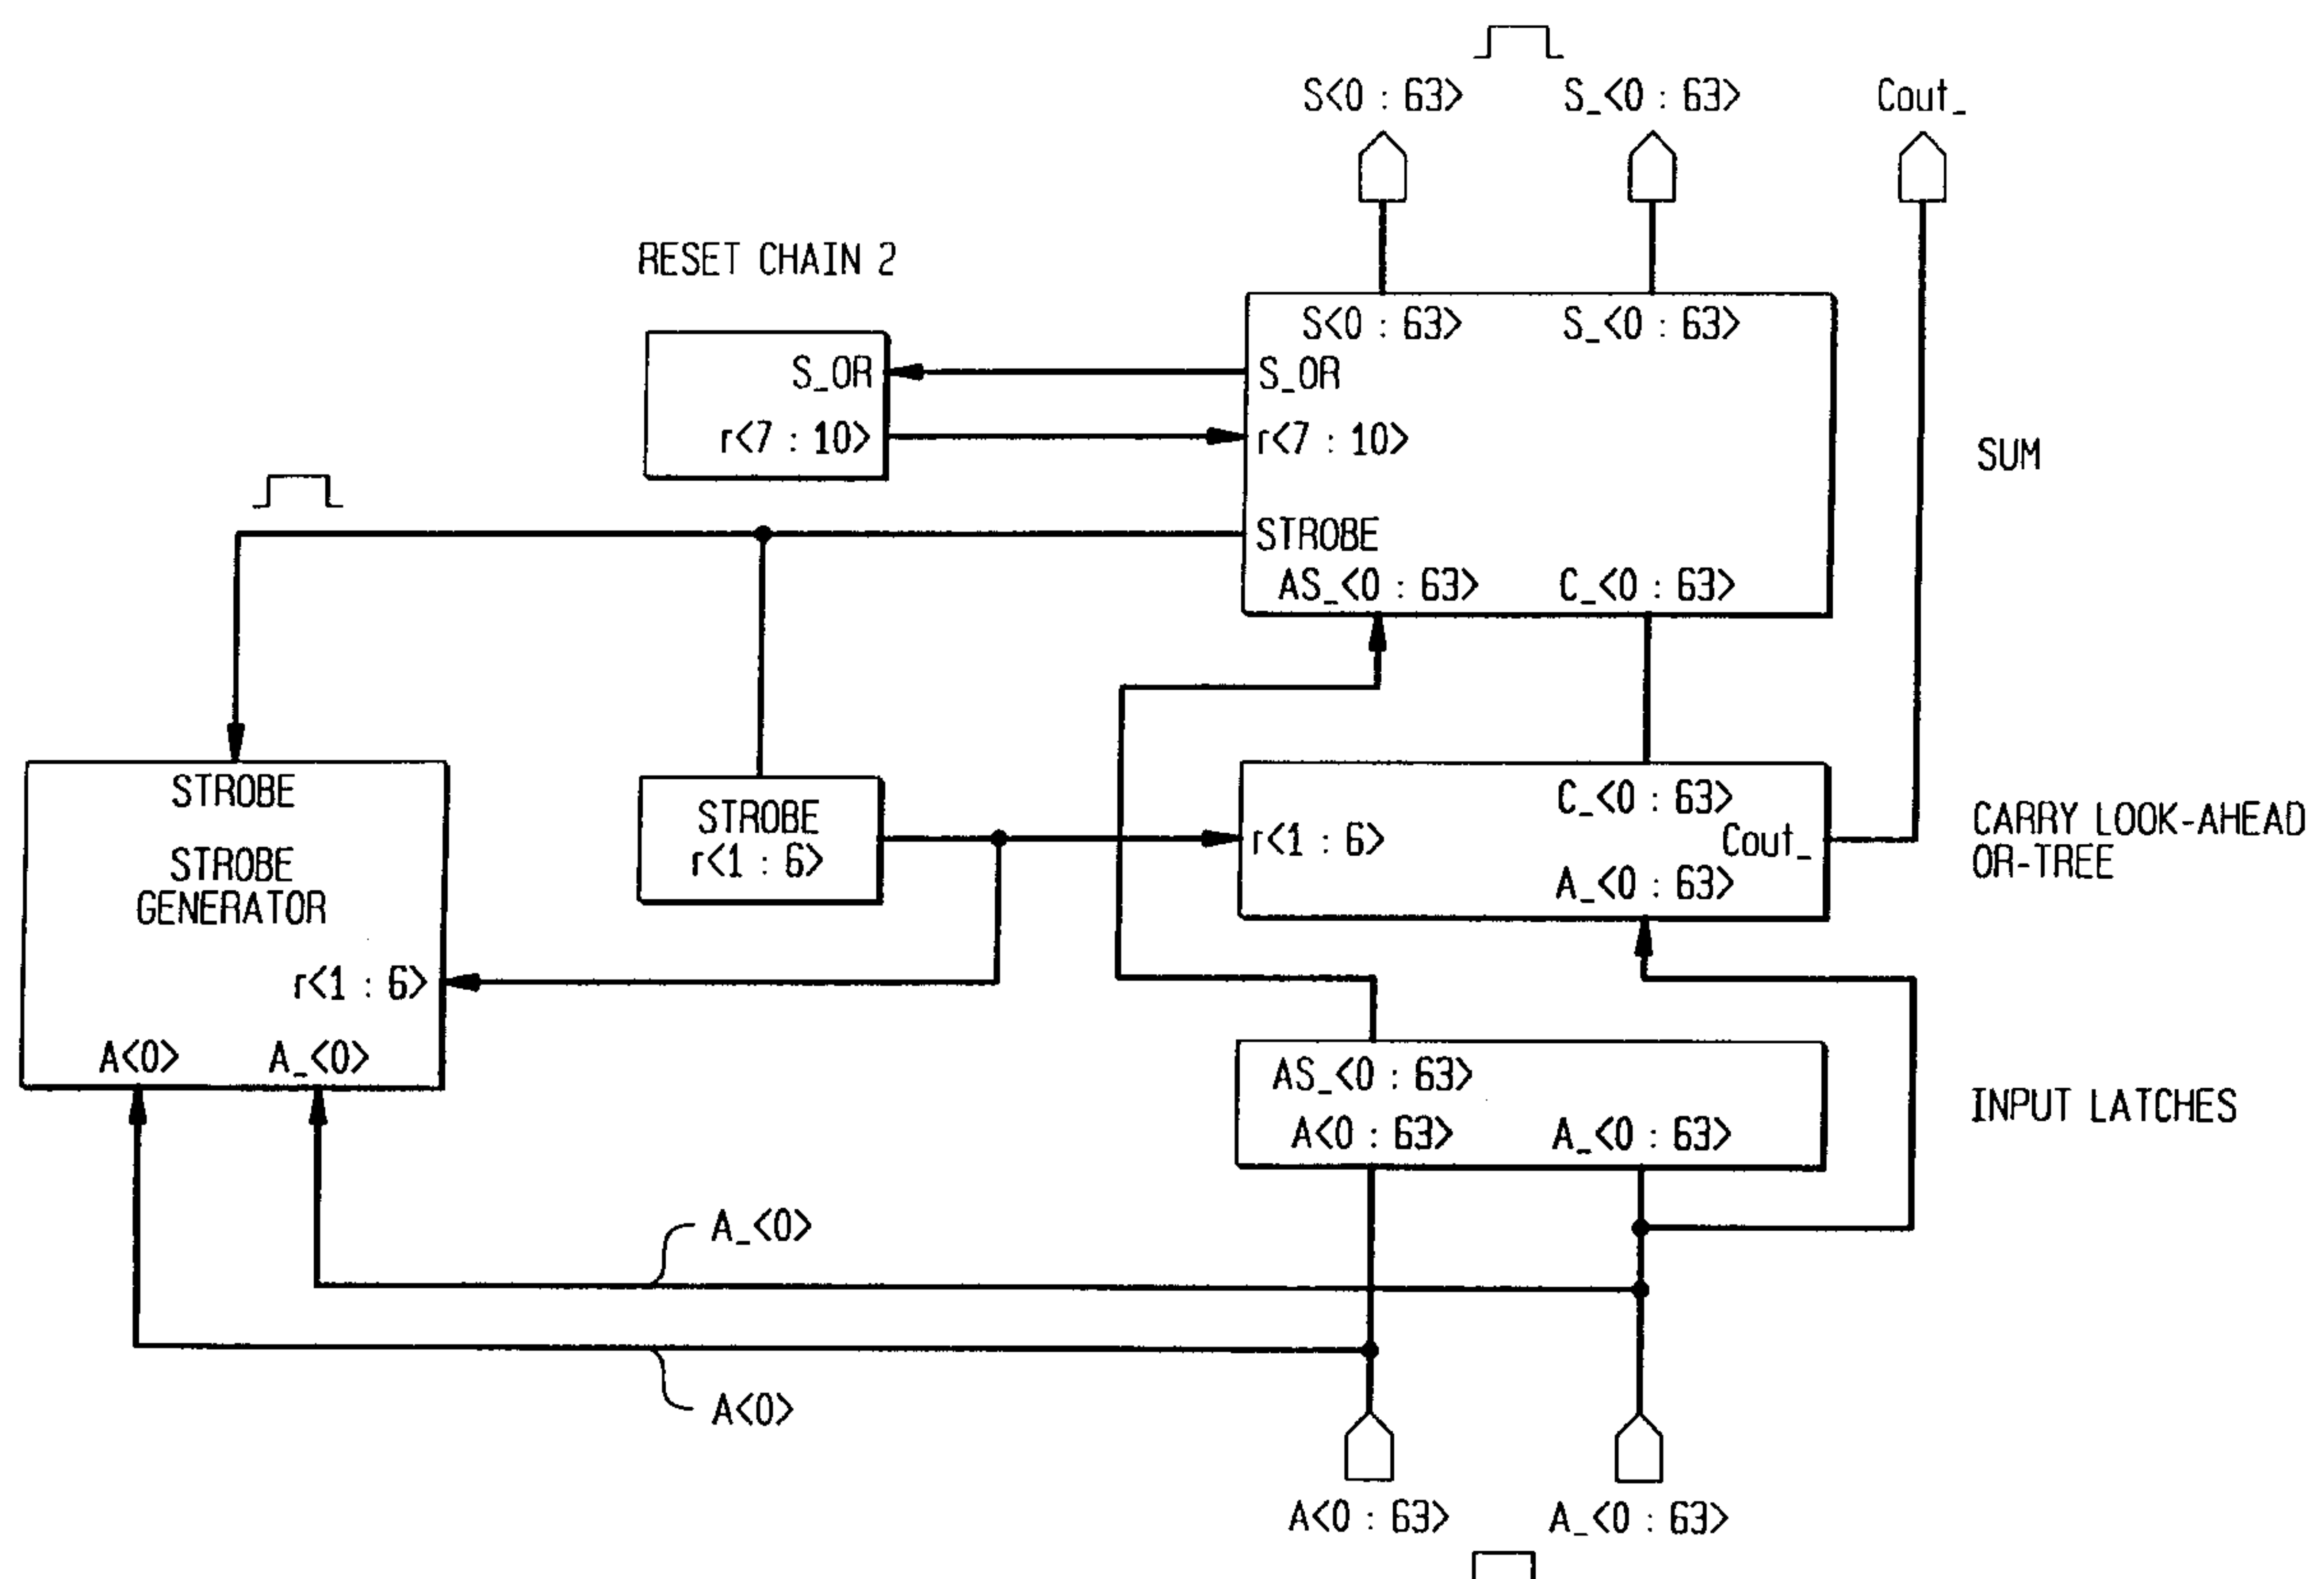 S<0 : 63> S_<0 : 63> Cout_
RESET CHAIN 2
S<0 : 63> S_<0 : 63>
S_OR
S_OR
r<7 : 10>
r<7 : 10>
SUM
STROBE
AS_<0 : 63> C_<0 : 63>
STROBE
STROBE
GENERATOR
r<1 : 6>
A<0> A_<0>
STROBE
r<1 : 6>
C_<0 : 63>
r<1 : 6>
Cout_
A_<0 : 63>
CARRY LOOK-AHEAD
OR-TREE
AS_<0 : 63>
A<0 : 63> A_<0 : 63>
INPUT LATCHES
A_<0>
A<0>
A<0 : 63> A_<0 : 63>